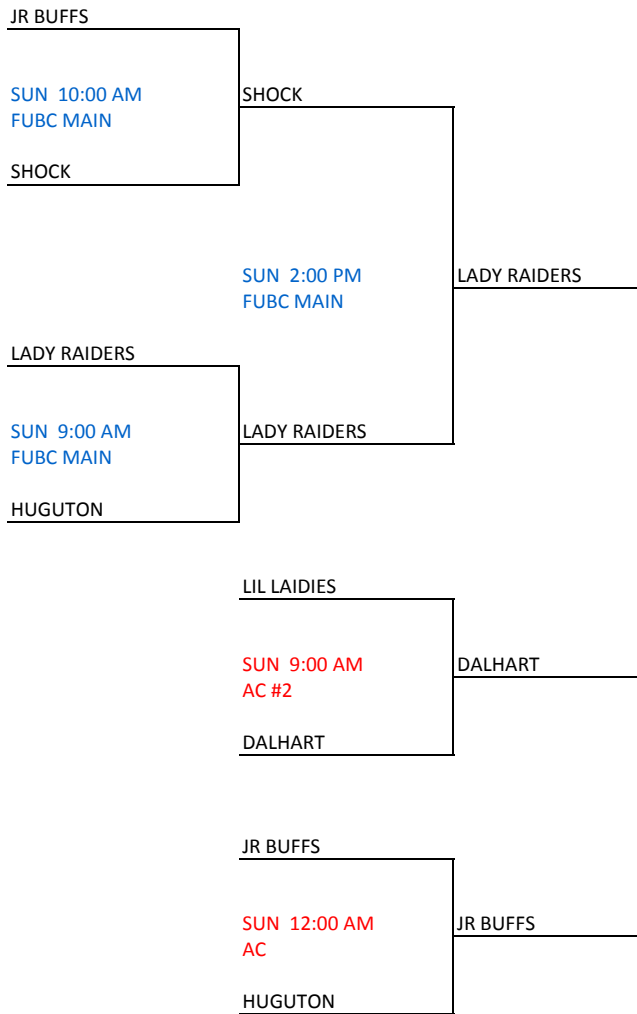 JR BUFFS
SUN 10:00 AM
FUBC MAIN
SHOCK
SHOCK
SUN 2:00 PM
FUBC MAIN
LADY RAIDERS
LADY RAIDERS
SUN 9:00 AM
FUBC MAIN
LADY RAIDERS
HUGUTON
LIL LAIDIES
SUN 9:00 AM
AC #2
DALHART
DALHART
JR BUFFS
SUN 12:00 AM
AC
JR BUFFS
HUGUTON